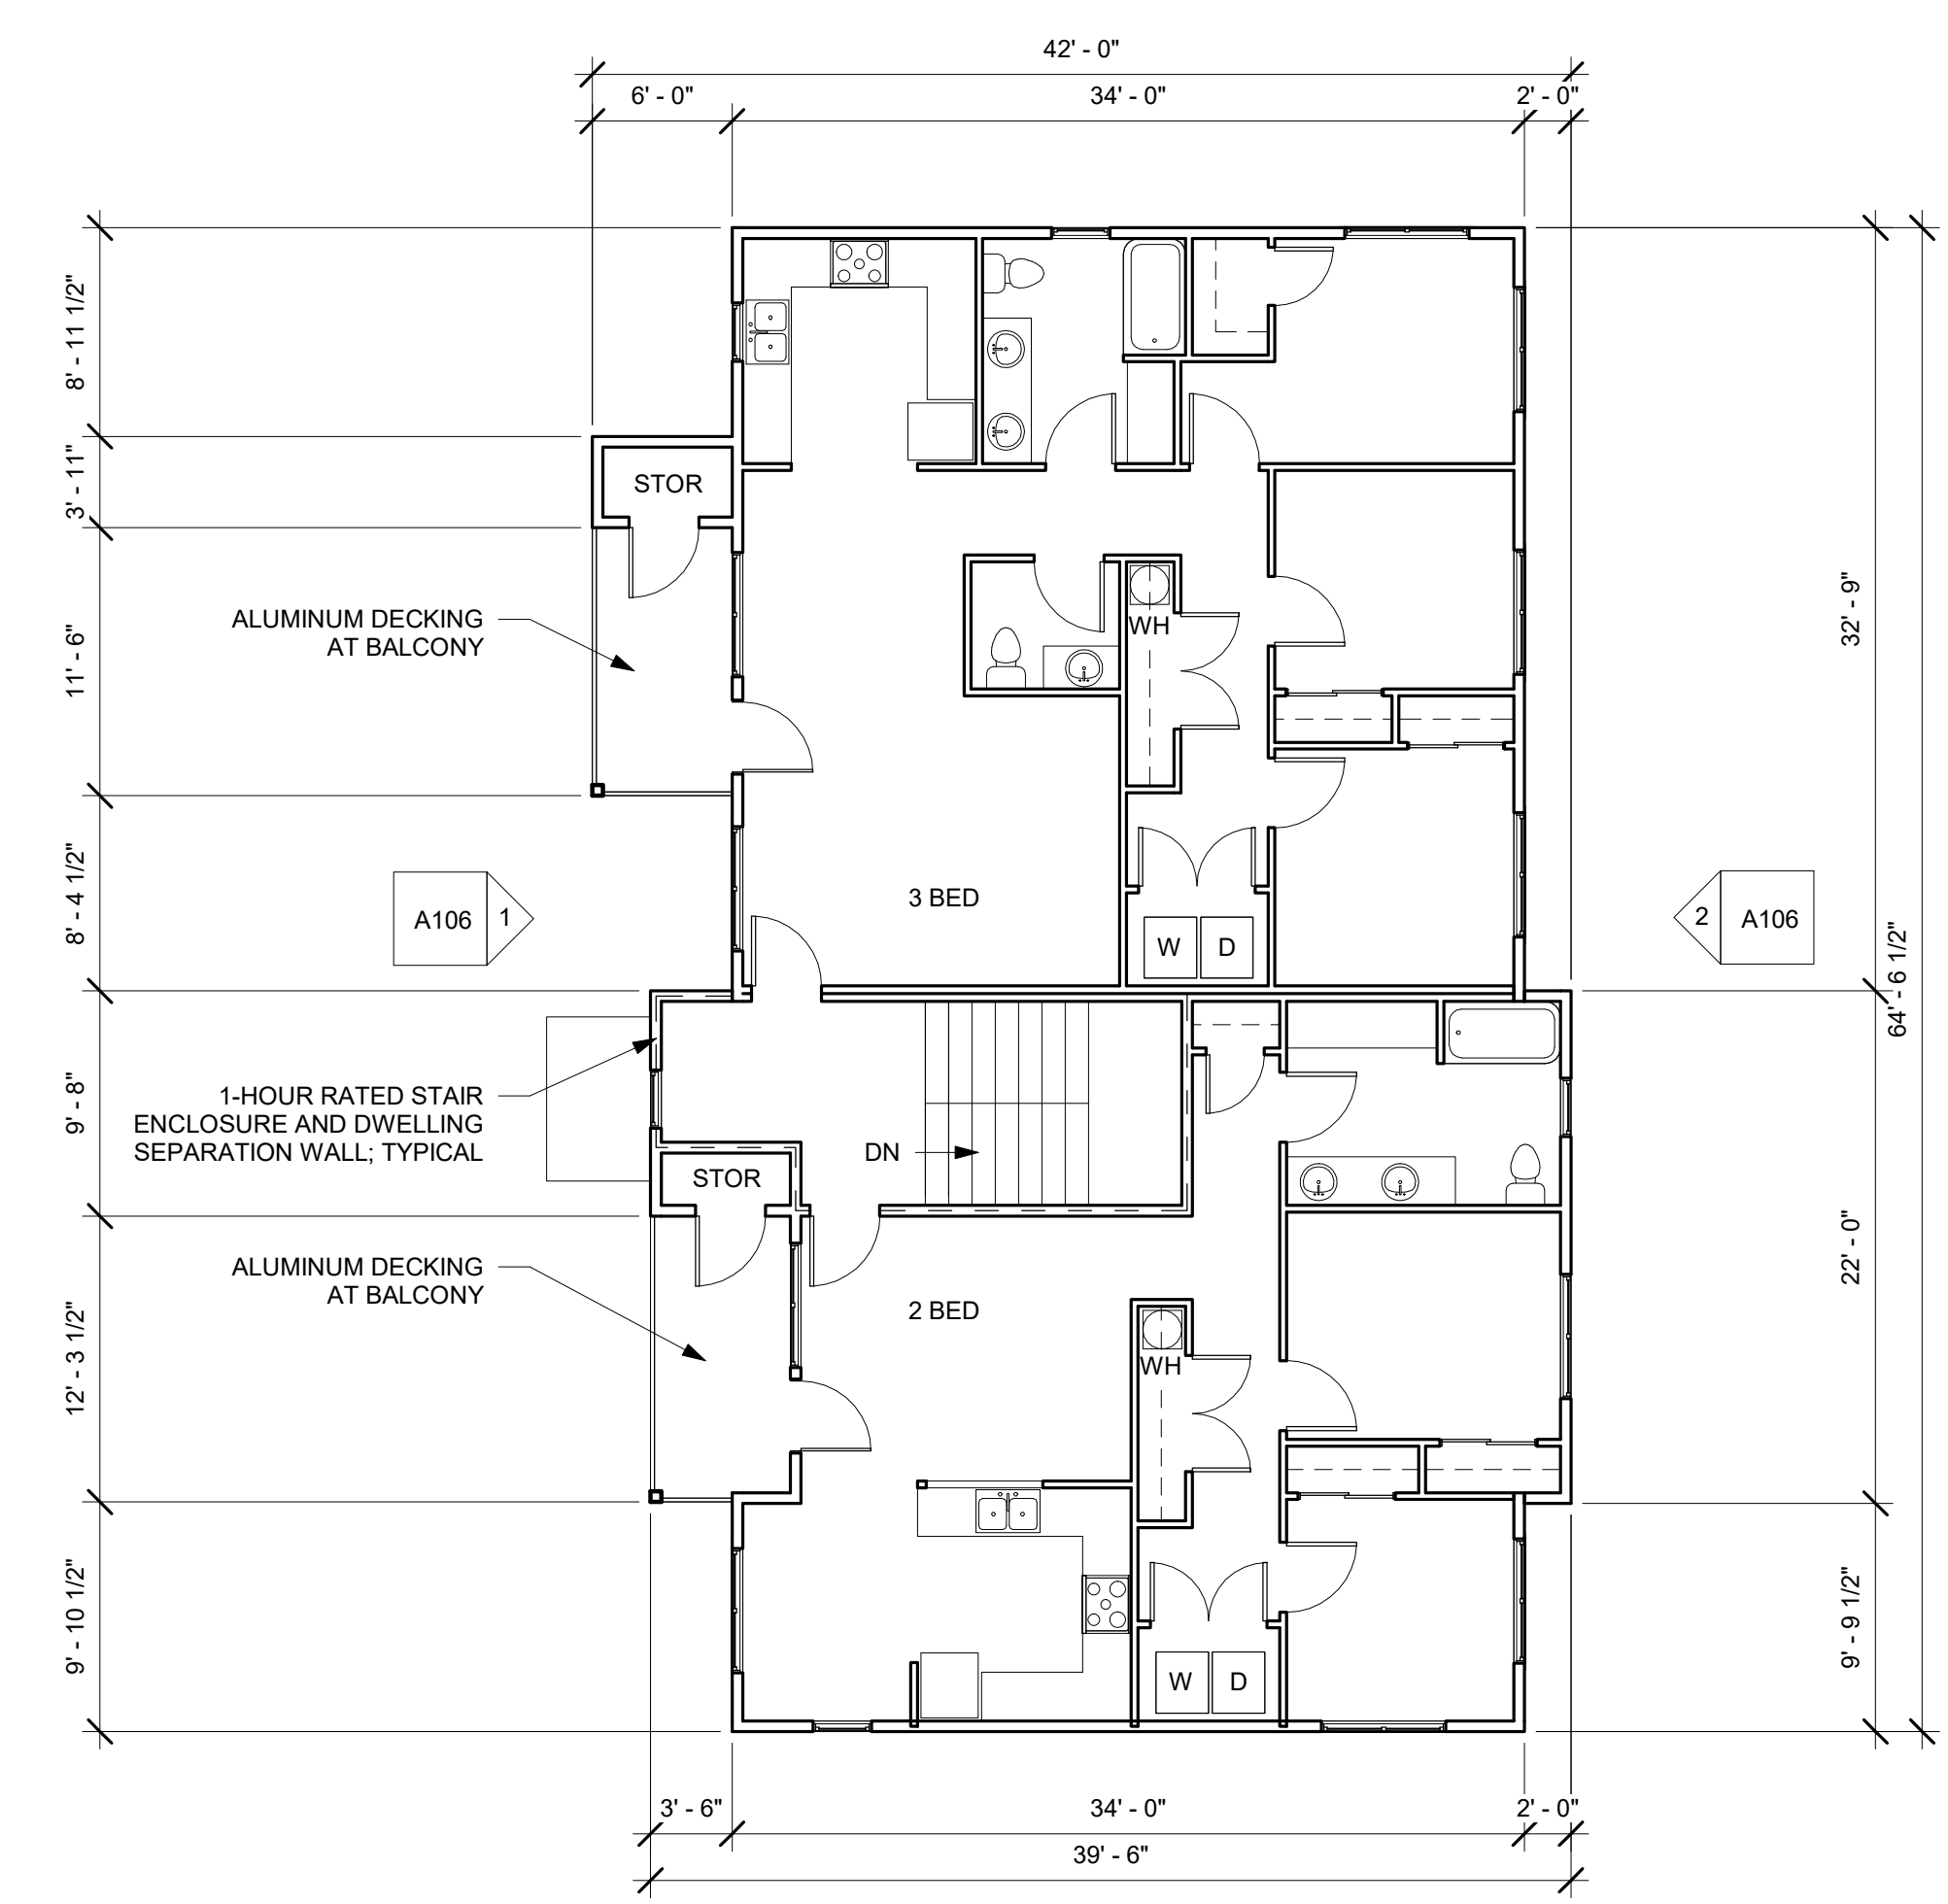 42' - 0"
6' - 0"
34' - 0"
2' - 0"
8' - 11 1/2"
3' - 11"
11' - 6"
8' - 4 1/2"
9' - 8"
12' - 3 1/2"
9' - 10 1/2"
STOR
ALUMINUM DECKING
AT BALCONY
WH
32' - 9"
3 BED
A106
1
2
A106
W
D
64' - 6 1/2"
1-HOUR RATED STAIR
ENCLOSURE AND DWELLING
SEPARATION WALL; TYPICAL
DN
STOR
ALUMINUM DECKING
AT BALCONY
2 BED
22' - 0"
WH
W
D
9' - 9 1/2"
3' - 6"
34' - 0"
2' - 0"
39' - 6"